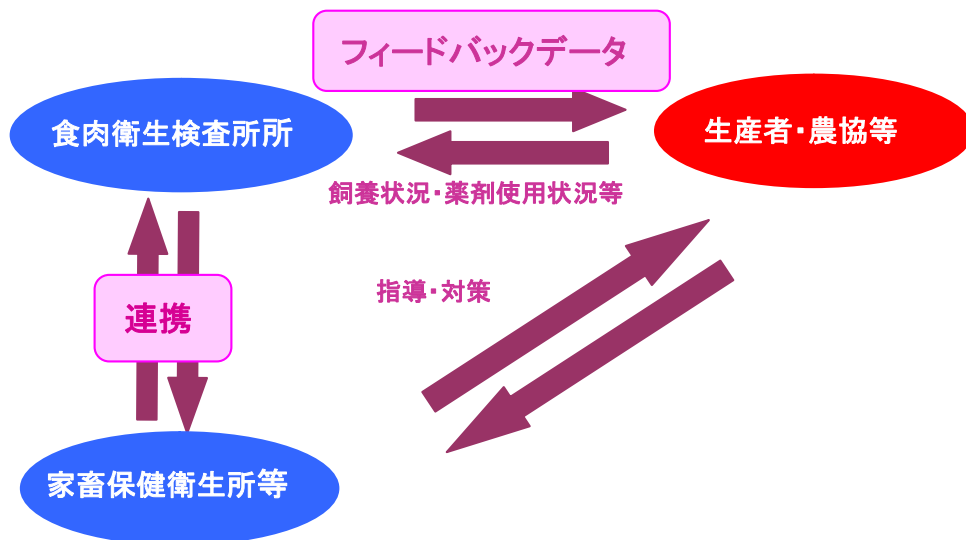 フィードバックデータ
食肉衛生検査所所
生産者・農協等
飼養状況・薬剤使用状況等
指導・対策
連携
家畜保健衛生所等